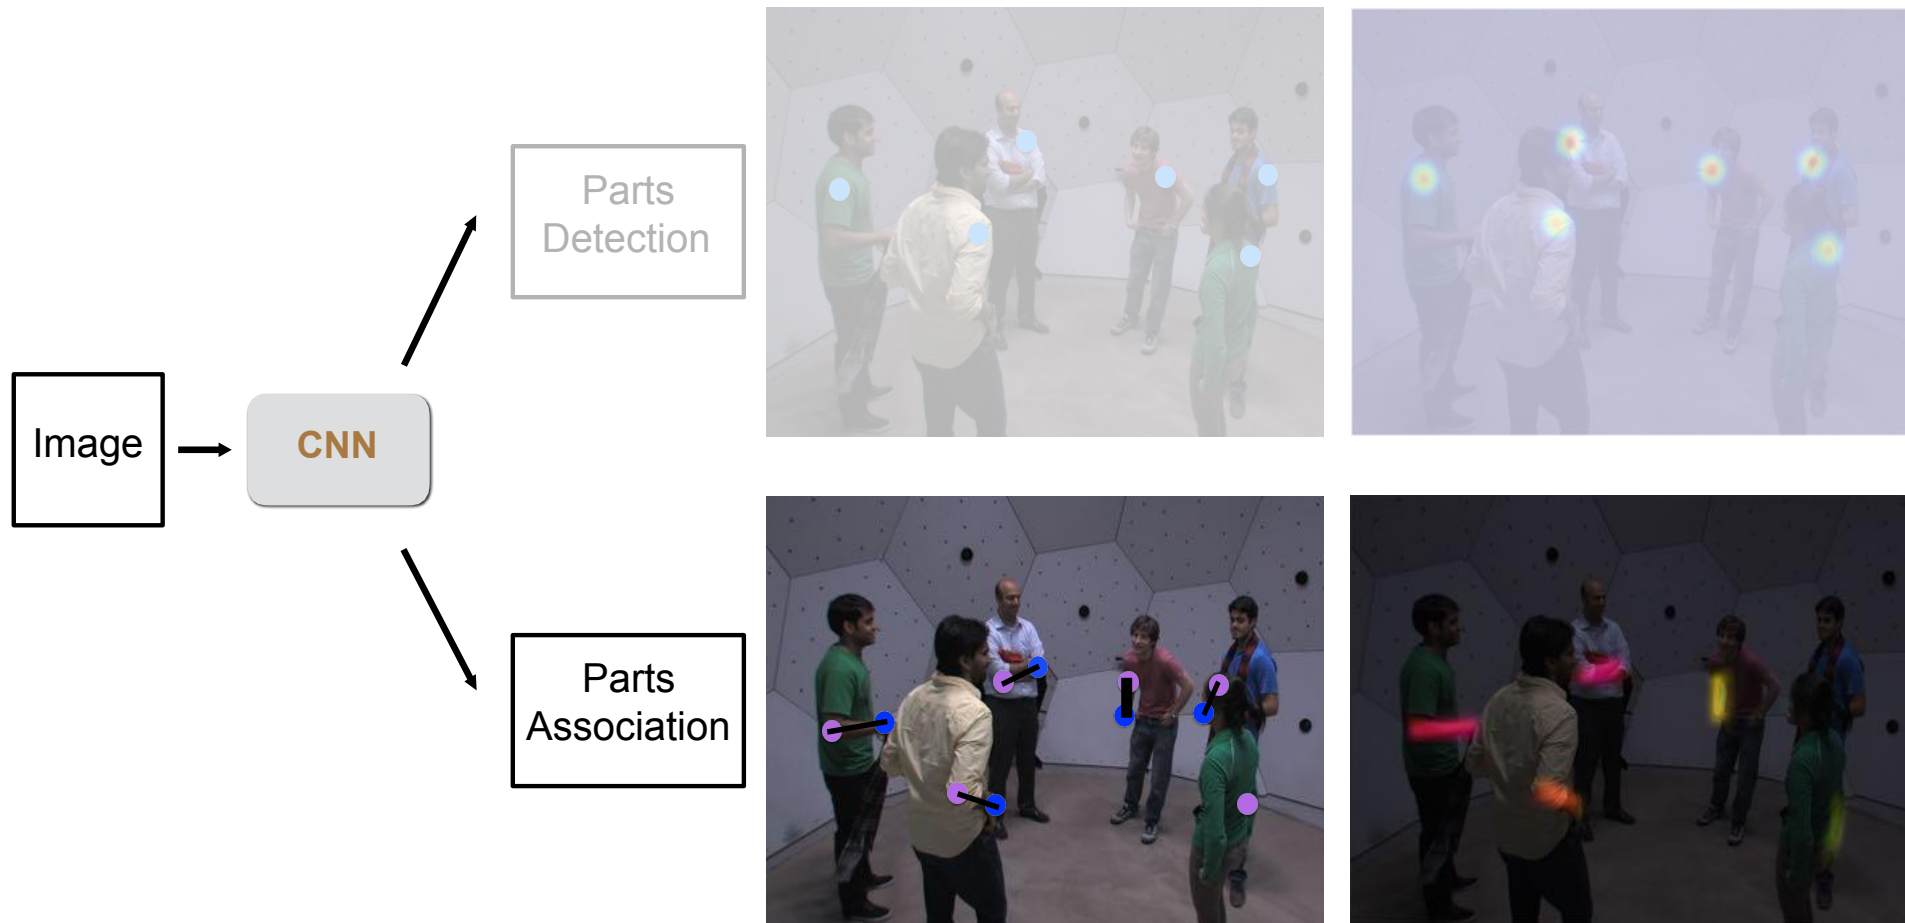 Parts
Detection
Image
CNN
Parts
Association